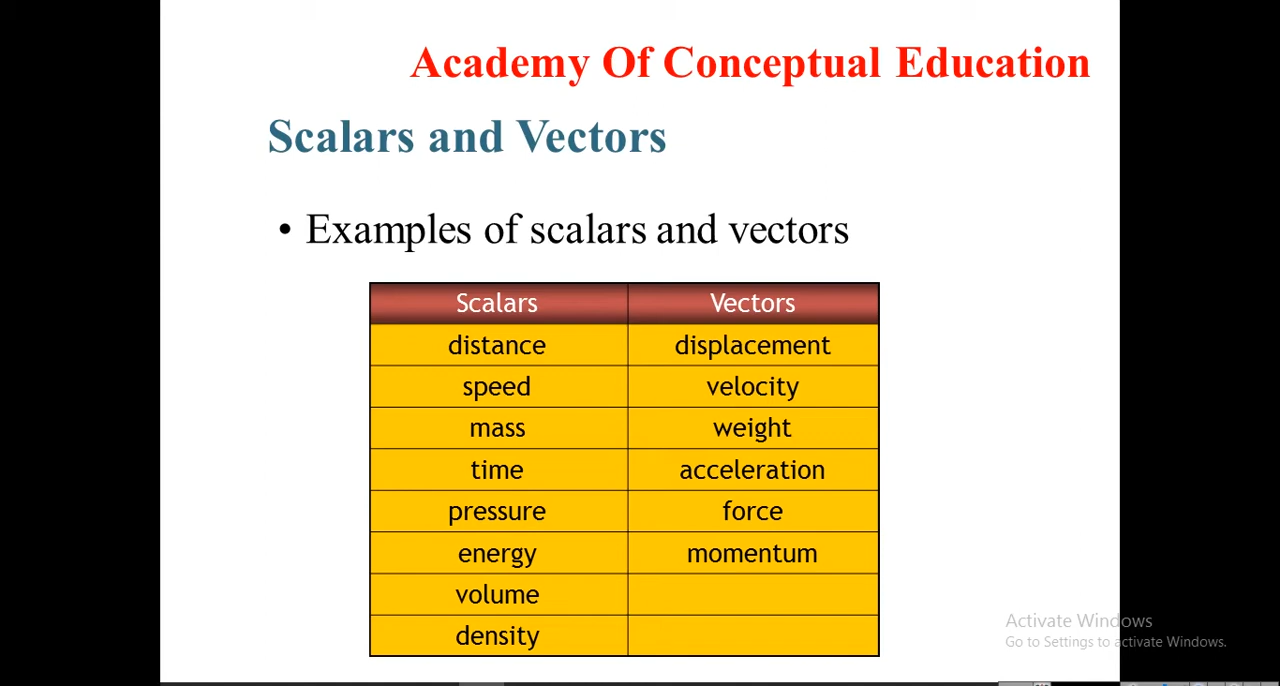 Academy Of Conceptual Education
Scalars and Vectors
• Examples of scalars and vectors
Scalars Vectors
distance displacement
speed velocity
mass weight
time acceleration
pressure force
energy momentum
volume
density
Activate Windows
Go to Settings to activate Windows.